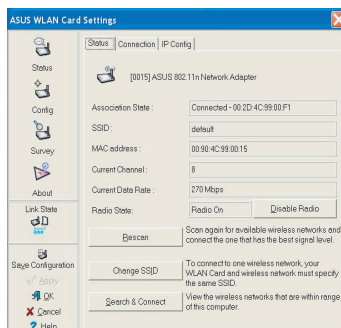 ASUS WLAN Card Settings
Status
Config
Survey
About
Link State
Save Configuration
Apply
OK
Cancel
Help
Status Connection IP Config
[0015] ASUS 802.11n Network Adapter
Association State : Connected - 00:2D:4C:99:00:F1
SSID : default
MAC address : 00:90:4C:99:00:15
Current Channel : 8
Current Data Rate : 270 Mbps
Radio State: Radio On Disable Radio
Rescan
Scan again for available wireless networks and
connect the one that has the best signal level.
Change SSID
To connect to one wireless network, your
WLAN Card and wireless network must specify
the same SSID.
Search & Connect
View the wireless networks that are within range
of this computer.